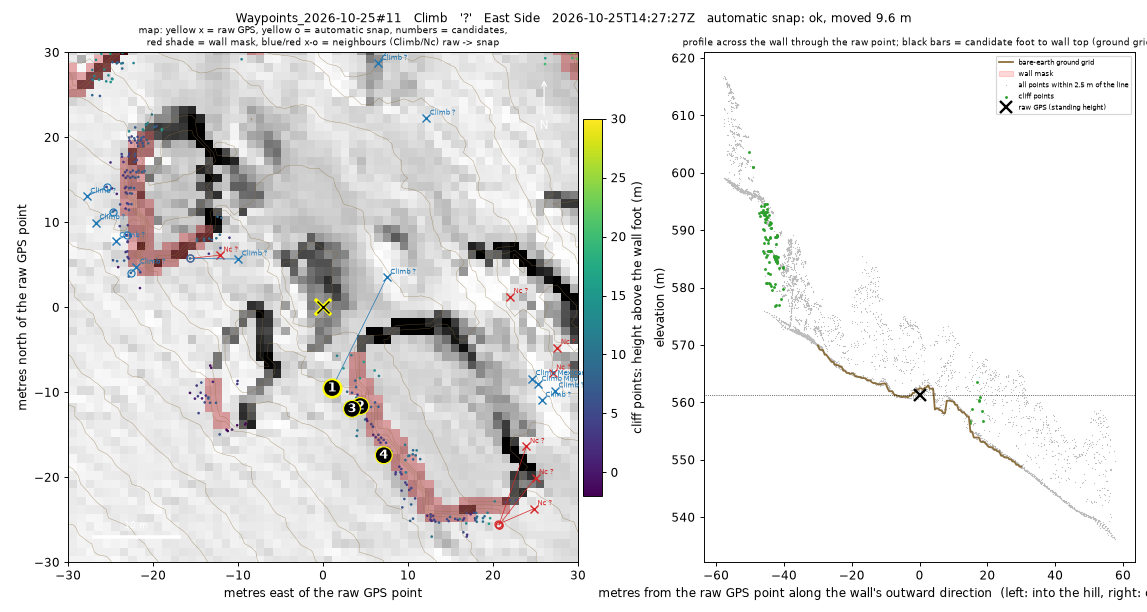 Waypoints_2026-10-25#11 Climb '?' East Side 2026-10-25T14:27:27Z automatic snap: ok, moved 9.6 m
map: yellow x = raw GPS, yellow o = automatic snap, numbers = candidates,
red shade = wall mask, blue/red x-o = neighbours (Climb/Nc) raw -> snap
profile across the wall through the raw point; black bars = candidate foot to wall top (ground gri
bare-earth ground grid
wall mask
all points within 2.5 m of the line
cliff points
raw GPS (standing height)
Climb ?
Climb ?
Climb ?
Climb ?
Climb ?
Climb ?
Climb ?
Climb ?
Climb ?
Nc ?
Nc ?
Nc ?
Nc ?
Nc ?
1
3
4
30
20
10
0
−10
−20
−30
−30
−20
−10
0
10
20
30
metres north of the raw GPS point
metres east of the raw GPS point
30
25
20
15
10
5
0
cliff points: height above the wall foot (m)
620
610
600
590
580
570
560
550
540
elevation (m)
−60
−40
−20
0
20
40
60
metres from the raw GPS point along the wall's outward direction (left: into the hill, right: